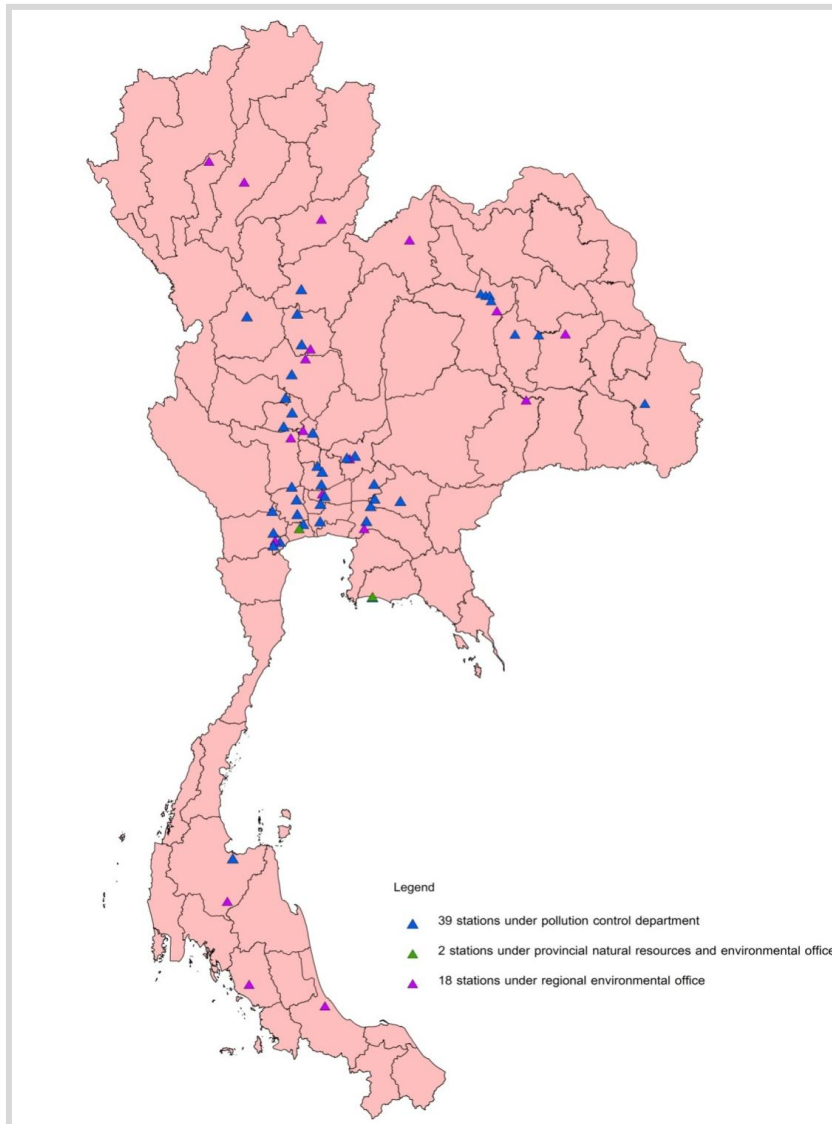 Legend
39 stations under pollution control department
2 stations under provincial natural resources and environmental office
18 stations under regional environmental office